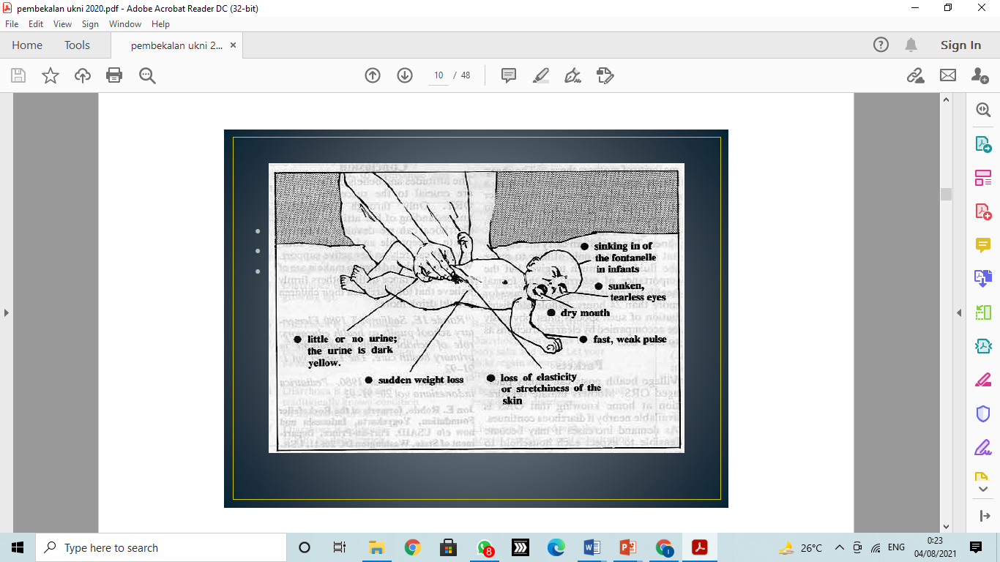 pembekalan ukni 2020.pdf - Adobe Acrobat Reader DC (32-bit)
File Edit View Sign Window Help
Home Tools pembekalan ukni 2... × Sign In
10 / 48
• sinking in of
the fontanelle
in infants
• sunken,
tearless eyes
• dry mouth
• fast, weak pulse
• little or no urine;
the urine is dark
yellow.
• sudden weight loss
• loss of elasticity
or stretchiness of the
skin
Type here to search
8
26°C ENG
0:23
04/08/2021